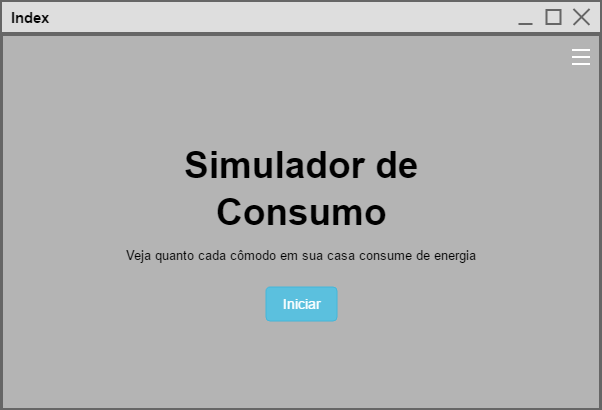 Index
Simulador de
Consumo
Veja quanto cada cômodo em sua casa consume de energia
Iniciar